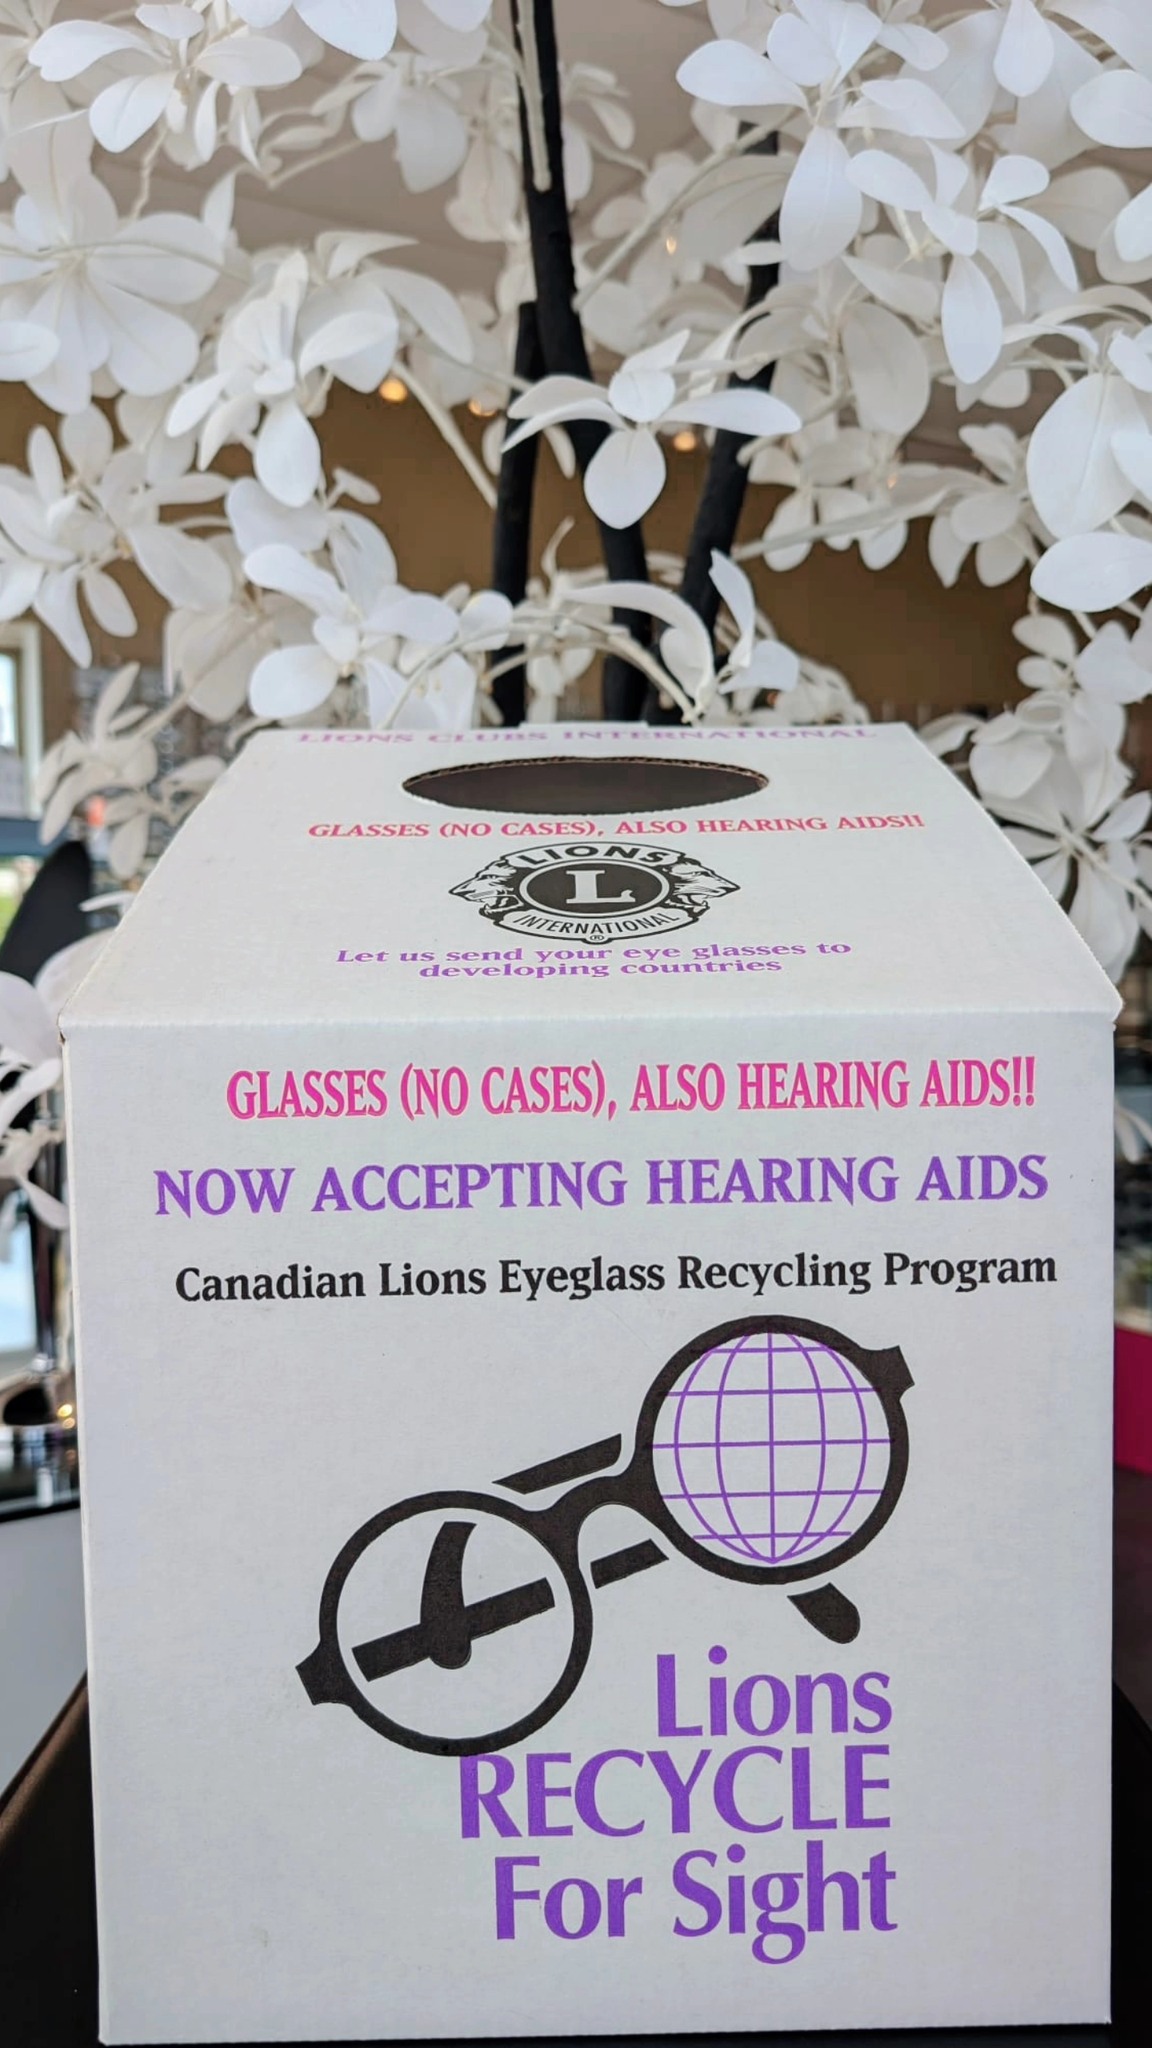 LIONS CLUBS INTERNATIONAL
GLASSES (NO CASES), ALSO HEARING AIDS!!
LIONS
L
INTERNATIONAL
®
Let us send your eye glasses to
developing countries
GLASSES (NO CASES), ALSO HEARING AIDS!!
NOW ACCEPTING HEARING AIDS
Canadian Lions Eyeglass Recycling Program
Lions
RECYCLE
For Sight